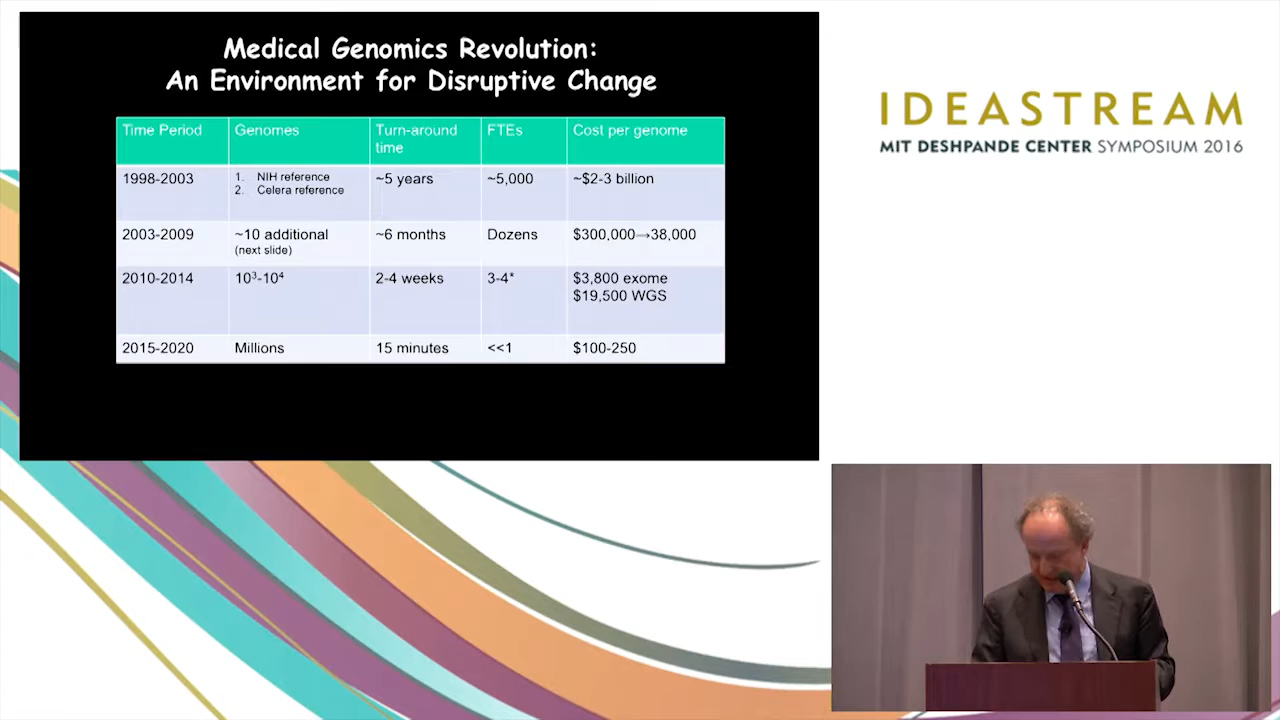 Medical Genomics Revolution:
An Environment for Disruptive Change
Time Period Genomes Turn-around time FTEs Cost per genome
1998-2003 1. NIH reference 2. Celera reference ~5 years ~5,000 ~$2-3 billion
2003-2009 ~10 additional (next slide) ~6 months Dozens $300,000→38,000
2010-2014 10³-10⁴ 2-4 weeks 3-4* $3,800 exome $19,500 WGS
2015-2020 Millions 15 minutes <<1 $100-250
IDEASTREAM
MIT DESHPANDE CENTER SYMPOSIUM 2016